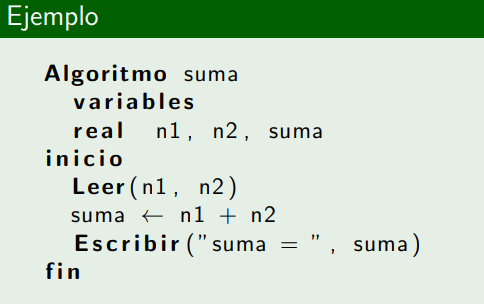 Ejemplo
Algoritmo suma
variables
real n1, n2, suma
inicio
Leer(n1, n2)
suma ← n1 + n2
Escribir("suma = ", suma)
fin